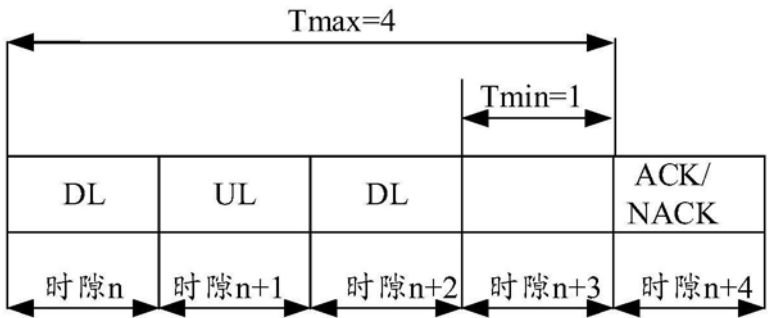 Tmax=4
Tmin=1
DL
UL
DL
ACK/
NACK
时隙n
时隙n+1
时隙n+2
时隙n+3
时隙n+4